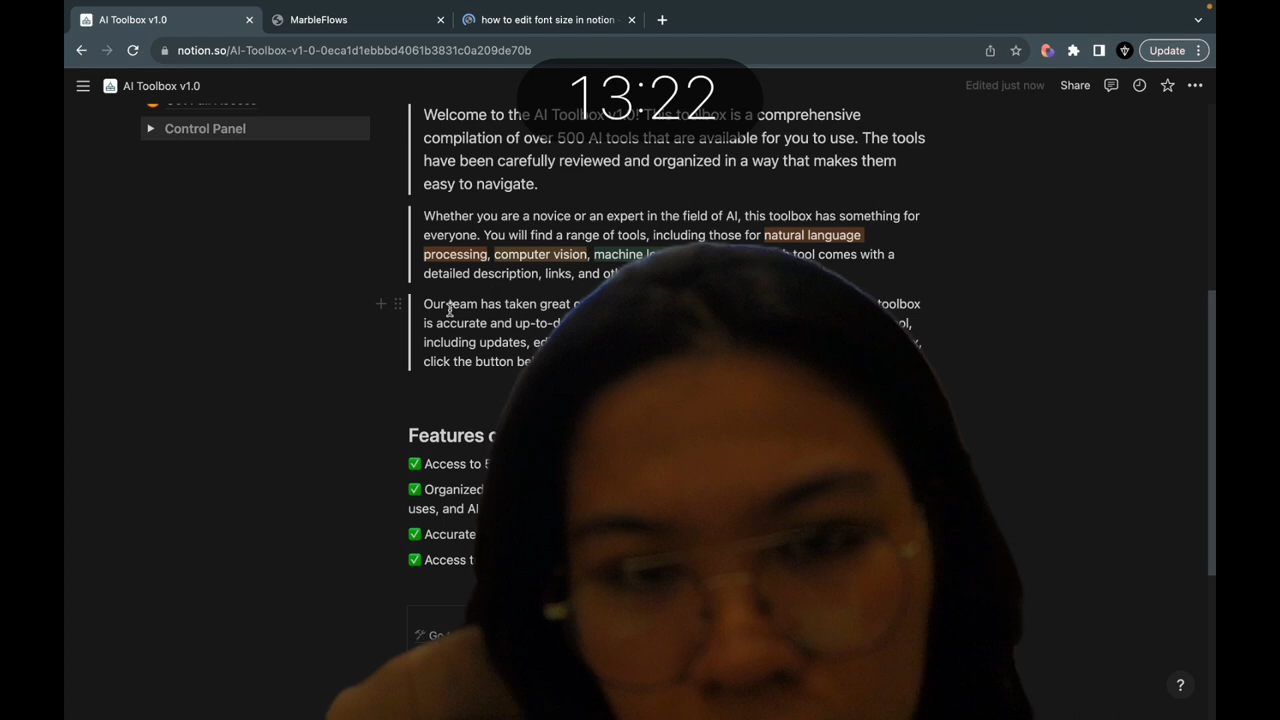 AI Toolbox v1.0
MarbleFlows
how to edit font size in notion
notion.so/AI-Toolbox-v1-0-0eca1d1ebbbd4061b3831c0a209de70b
Update
AI Toolbox v1.0
Edited just now
Share
13:22
Control Panel
Welcome to the AI Toolbox v1.0! This toolbox is a comprehensive
compilation of over 500 AI tools that are available for you to use. The tools
have been carefully reviewed and organized in a way that makes them
easy to navigate.
Whether you are a novice or an expert in the field of AI, this toolbox has something for
everyone. You will find a range of tools, including those for natural language
processing, computer vision, machine tool comes with a
detailed description, links, and
Our team has taken great toolbox
is accurate and
including updates,
click the button
Features
Access to
Organized
uses, and AI
Accurate
Access
?